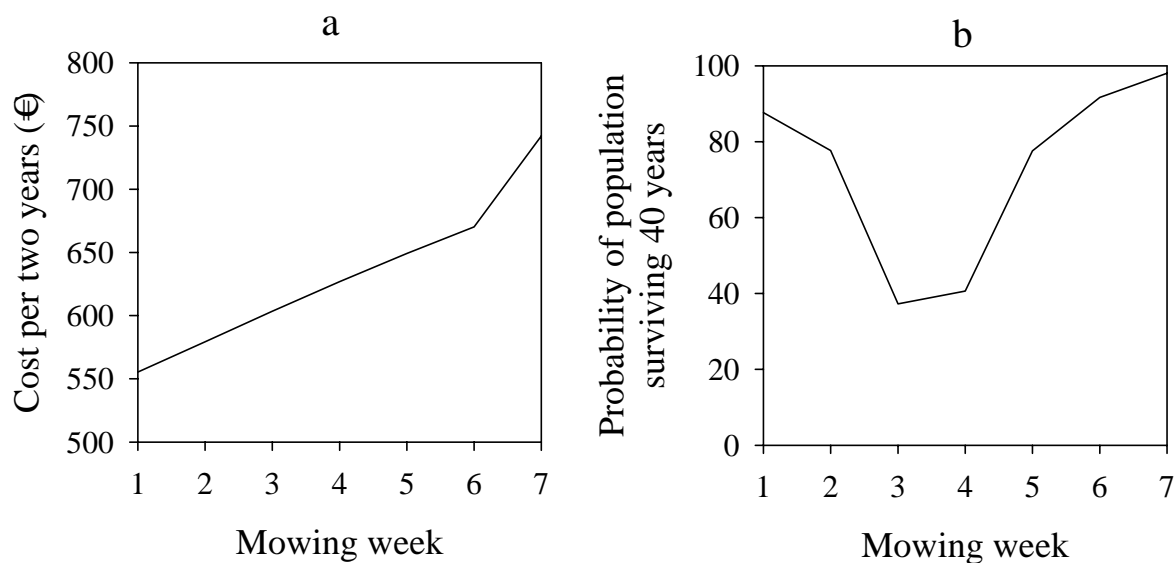 a
Cost per two years (€)
800
750
700
650
600
550
500
1 2 3 4 5 6 7
Mowing week
b
Probability of population
surviving 40 years
100
80
60
40
20
0
1 2 3 4 5 6 7
Mowing week